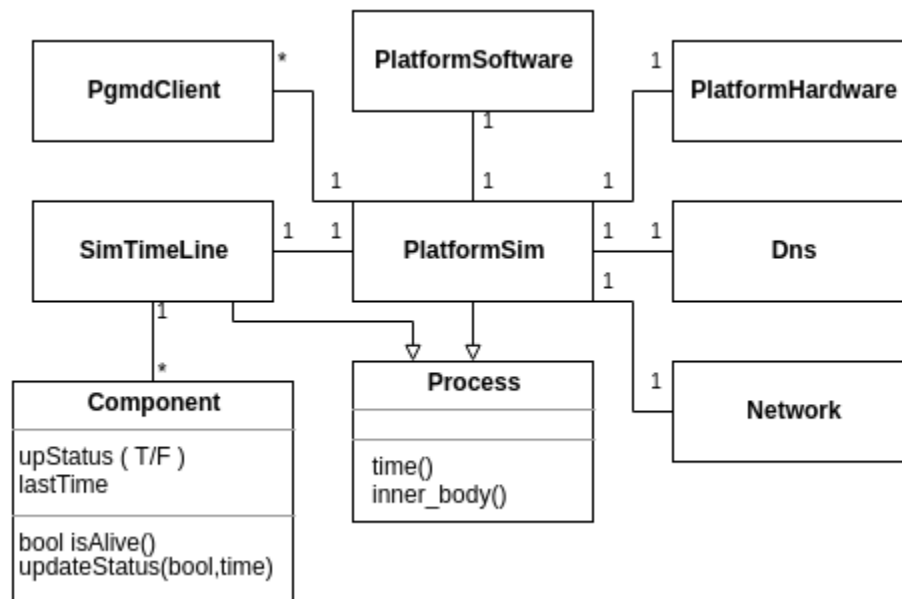 PlatformSoftware
PgmdClient
*
1
PlatformHardware
1
1
1
1
SimTimeLine
1
1
PlatformSim
1
1
Dns
1
1
*
Component
upStatus ( T/F )
lastTime
bool isAlive()
updateStatus(bool,time)
Process
time()
inner_body()
1
Network